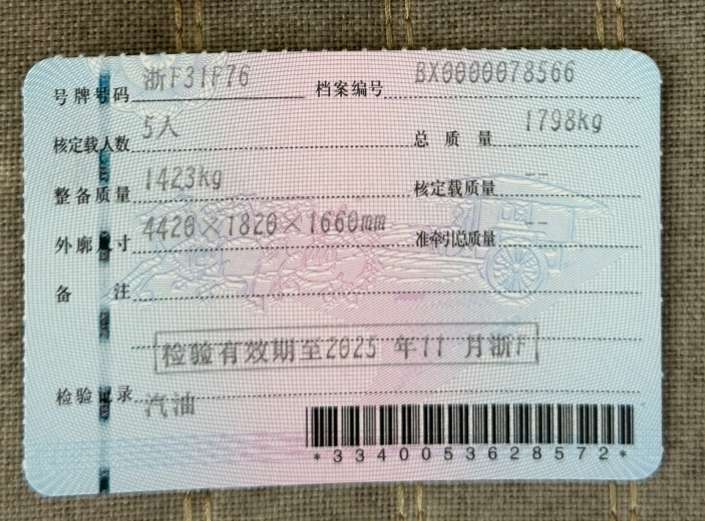 号牌号码 浙F31F76 档案编号 BX0000078566
核定载人数 5人 总质量 1798kg
整备质量 1423kg 核定载质量 --
外廓尺寸 4420×1820×1660mm 准牵引总质量 --
备注
检验有效期至2025 年11 月浙F
检验记录 汽油
*3340053628572*